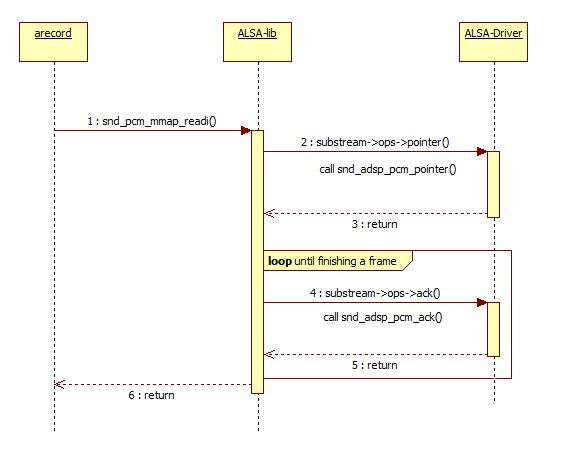 arecord
ALSA-lib
ALSA-Driver
1 : snd_pcm_mmap_readi()
2 : substream->ops->pointer()
call snd_adsp_pcm_pointer()
3 : return
loop until finishing a frame
4 : substream->ops->ack()
call snd_adsp_pcm_ack()
5 : return
6 : return